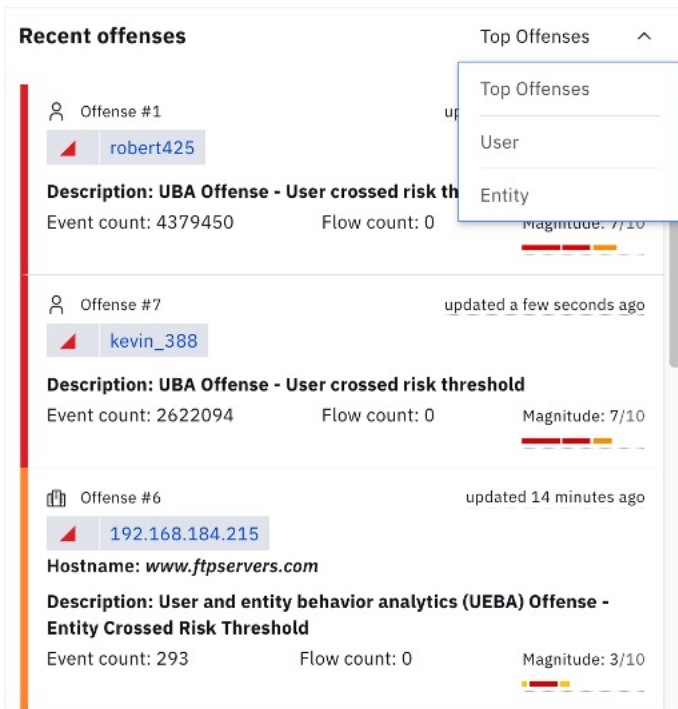 Recent offenses
Top Offenses
Top Offenses
User
Entity
Offense #1
robert425
Description: UBA Offense - User crossed risk th
Event count: 4379450
Flow count: 0
Magnitude: 7/10
Offense #7
updated a few seconds ago
kevin_388
Description: UBA Offense - User crossed risk threshold
Event count: 2622094
Flow count: 0
Magnitude: 7/10
Offense #6
updated 14 minutes ago
192.168.184.215
Hostname: www.ftpservers.com
Description: User and entity behavior analytics (UEBA) Offense -
Entity Crossed Risk Threshold
Event count: 293
Flow count: 0
Magnitude: 3/10